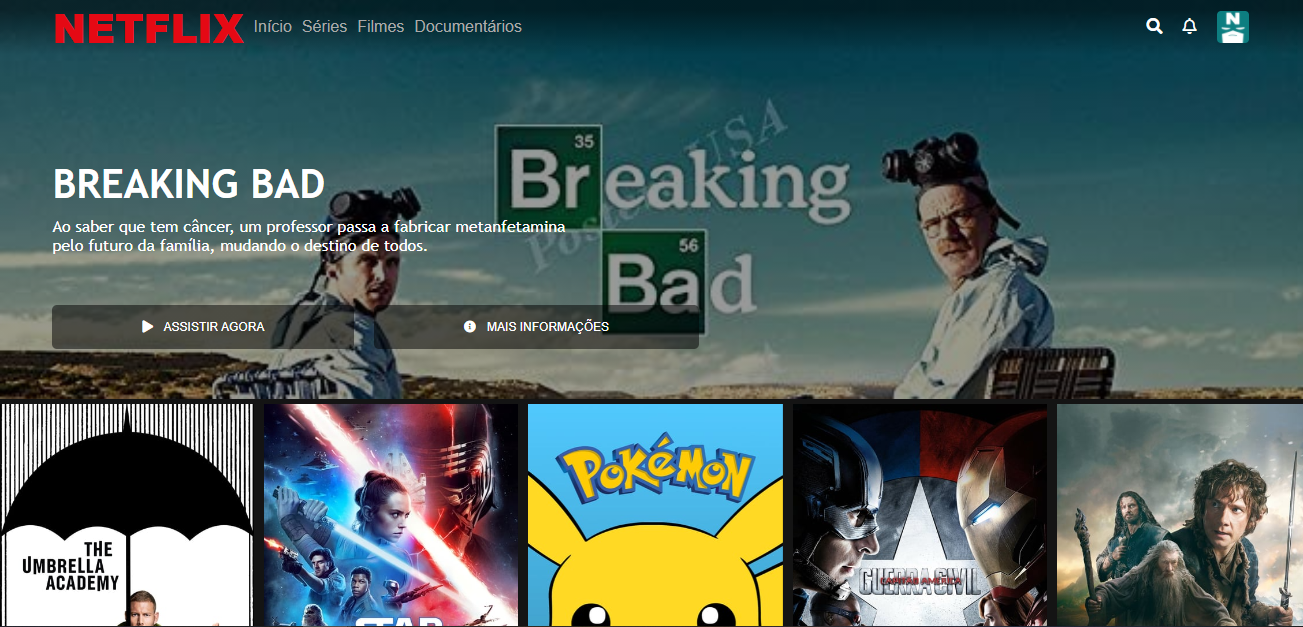 NETFLIX Início Séries Filmes Documentários
N
35
Breaking
56
Bad
BREAKING BAD
Ao saber que tem câncer, um professor passa a fabricar metanfetamina
pelo futuro da família, mudando o destino de todos.
ASSISTIR AGORA
MAIS INFORMAÇÕES
THE
UMBRELLA
ACADEMY
STAR
POKéMON
GUERRA CIVIL
CAPITÃO AMÉRICA